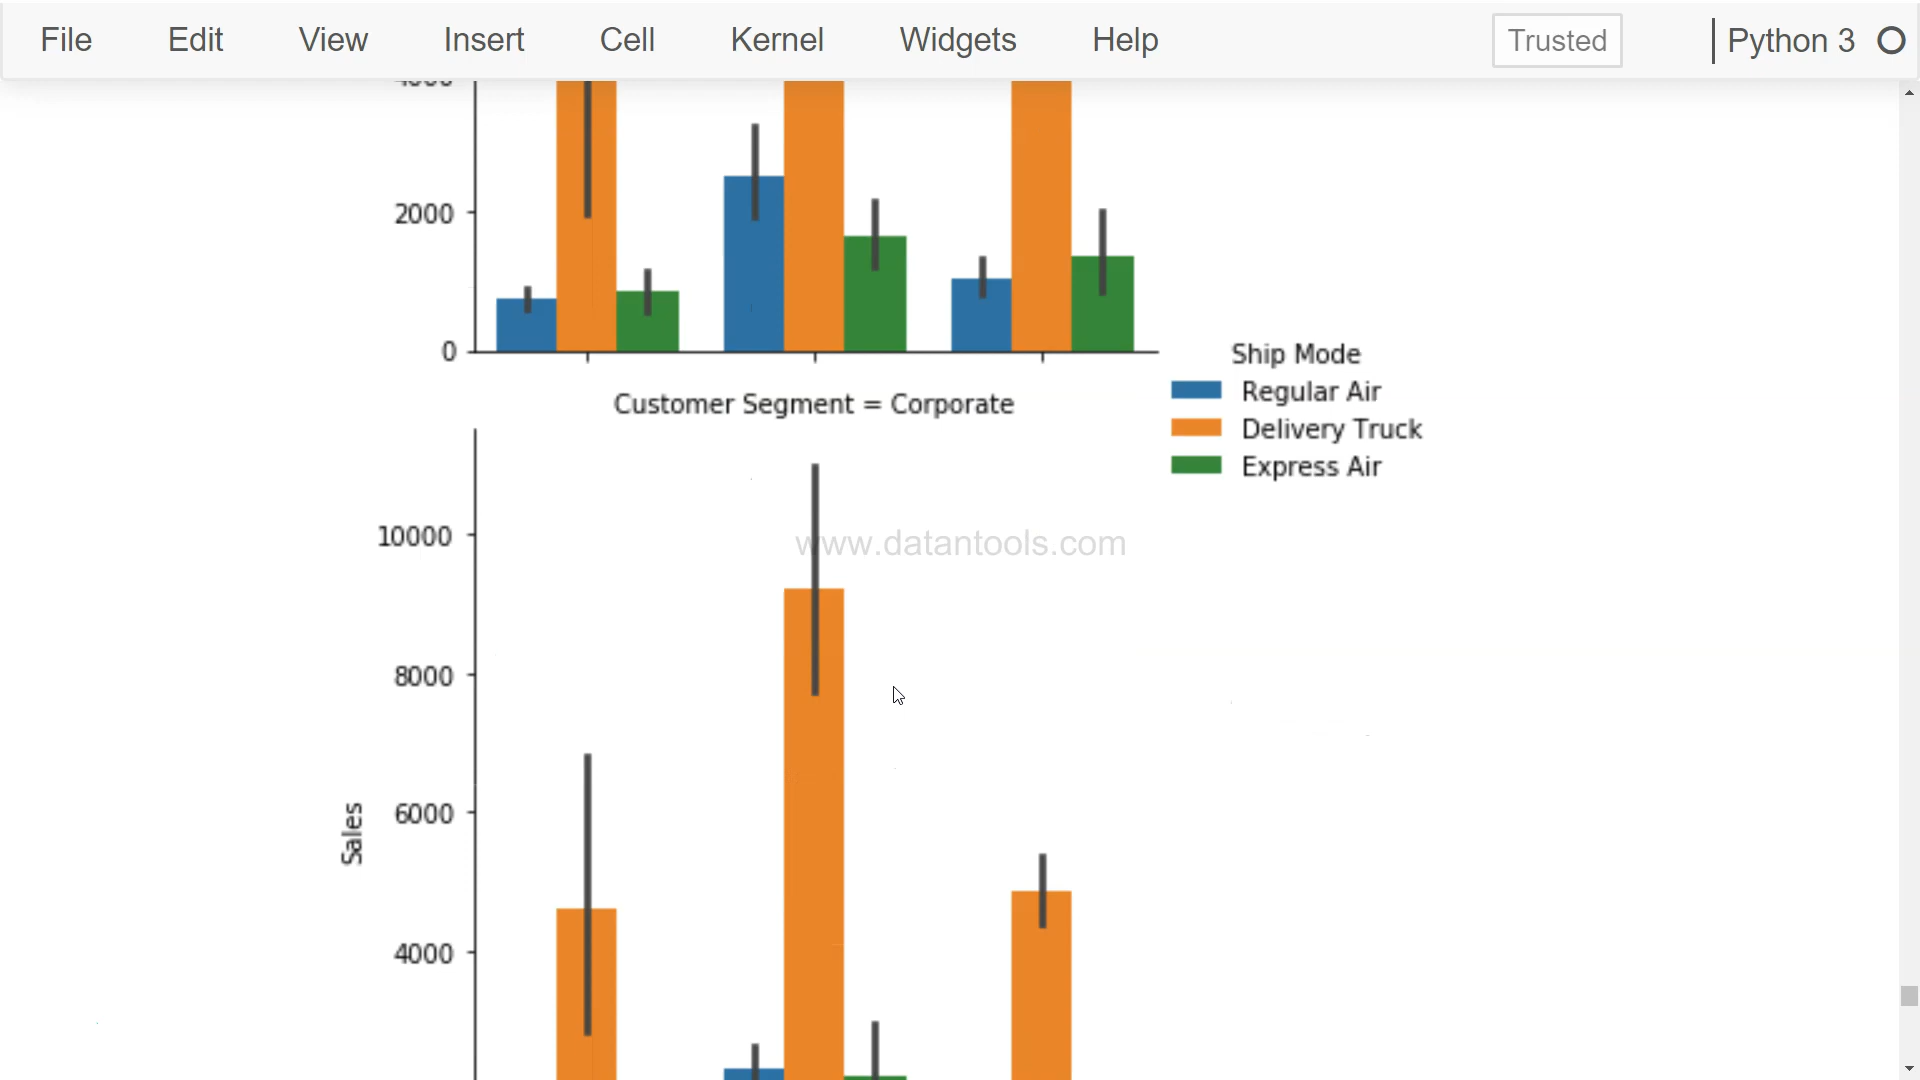 File Edit View Insert Cell Kernel Widgets Help Trusted Python 3
2000
0
Ship Mode
Regular Air
Delivery Truck
Express Air
Customer Segment = Corporate
10000
www.datantools.com
8000
6000
Sales
4000